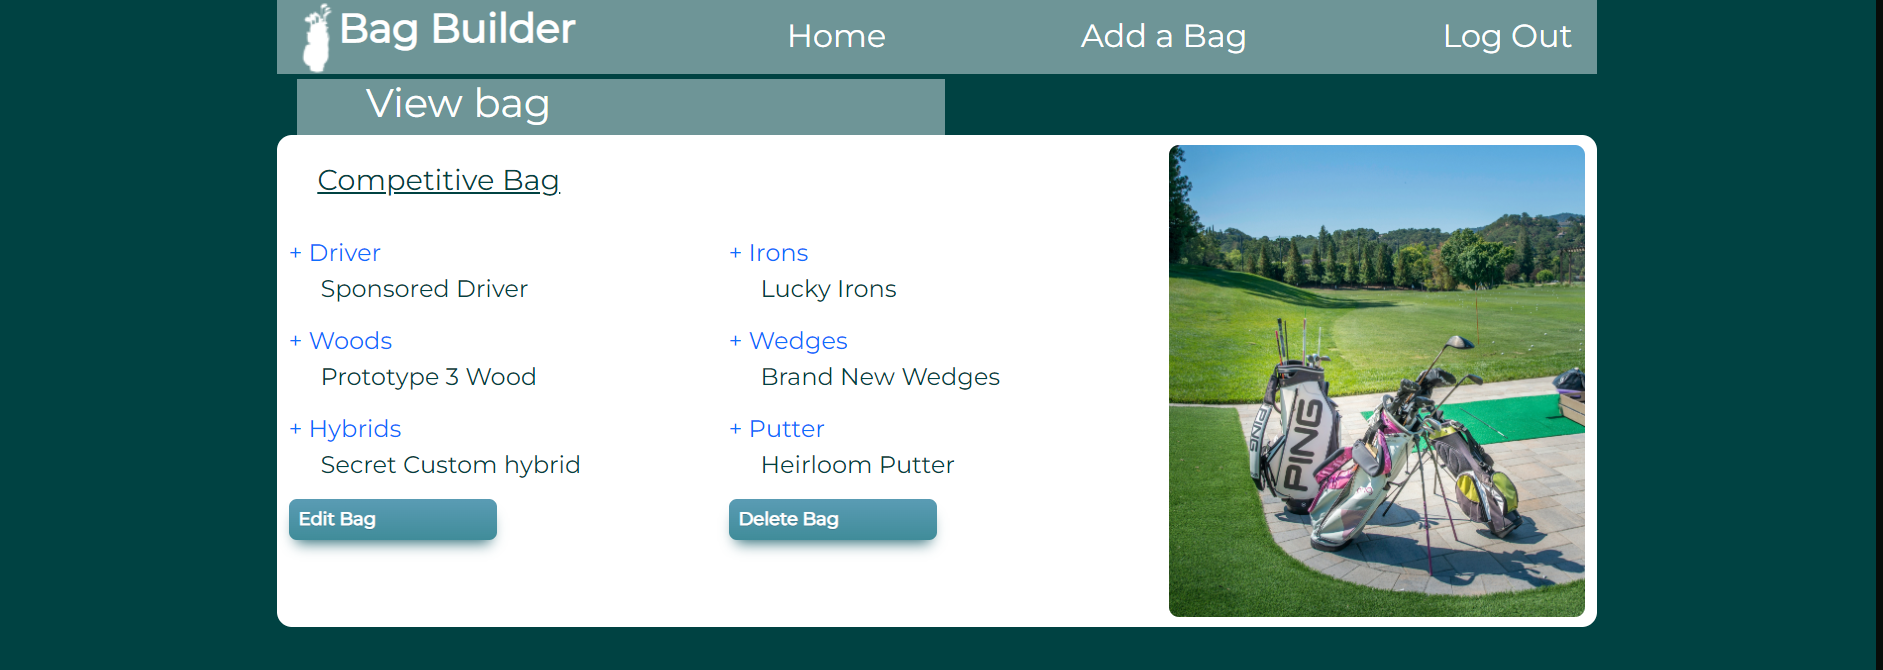 Bag Builder
Home
Add a Bag
Log Out
View bag
Competitive Bag
+ Driver
Sponsored Driver
+ Woods
Prototype 3 Wood
+ Hybrids
Secret Custom hybrid
Edit Bag
+ Irons
Lucky Irons
+ Wedges
Brand New Wedges
+ Putter
Heirloom Putter
Delete Bag
PING
PING